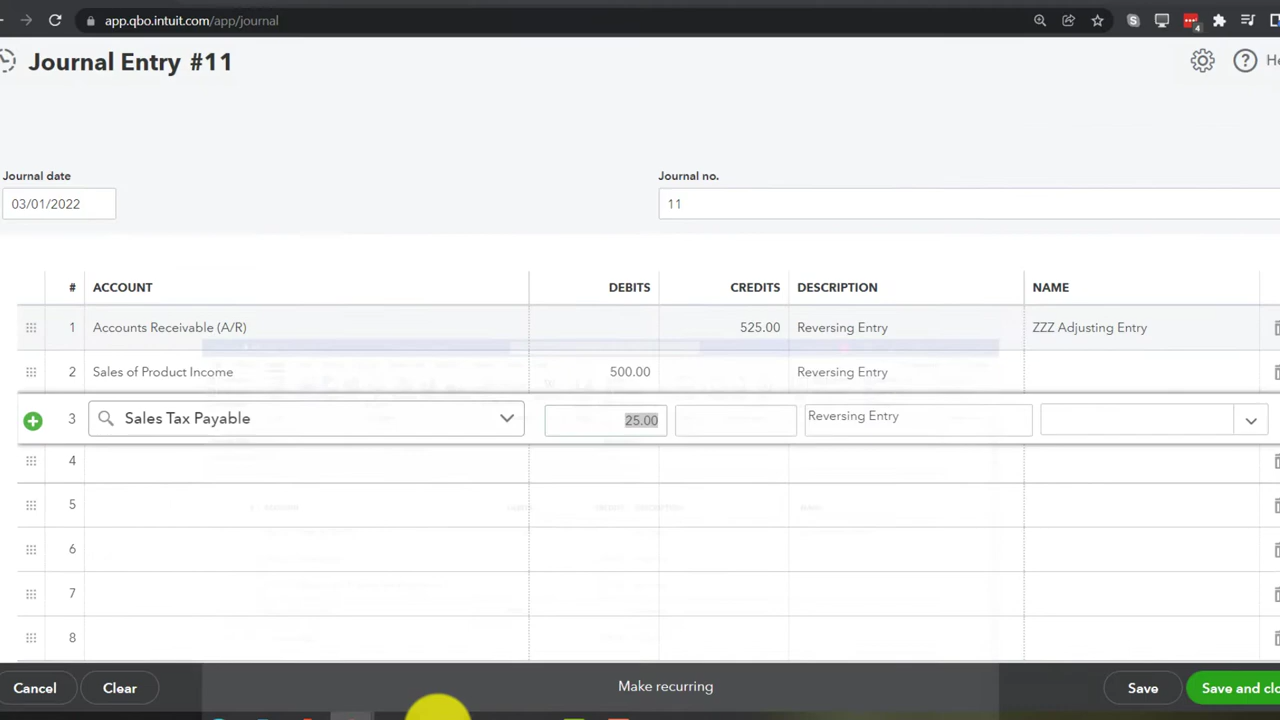 app.qbo.intuit.com/app/journal
4
Journal Entry #11
He
Journal date
Journal no.
03/01/2022
11
# ACCOUNT DEBITS CREDITS DESCRIPTION NAME
1 Accounts Receivable (A/R) 525.00 Reversing Entry ZZZ Adjusting Entry
2 Sales of Product Income 500.00 Reversing Entry
3 Sales Tax Payable 25.00 Reversing Entry
4
5
6
7
8
Cancel Clear Make recurring Save Save and clo